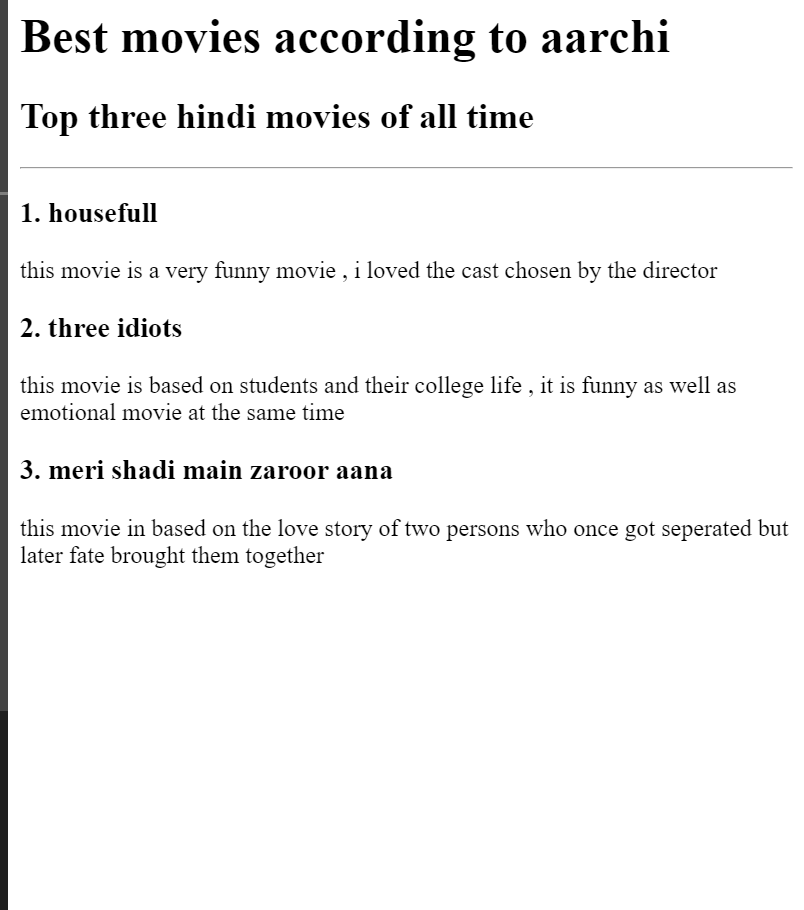 Best movies according to aarchi
Top three hindi movies of all time
1. housefull
this movie is a very funny movie , i loved the cast chosen by the director
2. three idiots
this movie is based on students and their college life , it is funny as well as
emotional movie at the same time
3. meri shadi main zaroor aana
this movie in based on the love story of two persons who once got seperated but
later fate brought them together